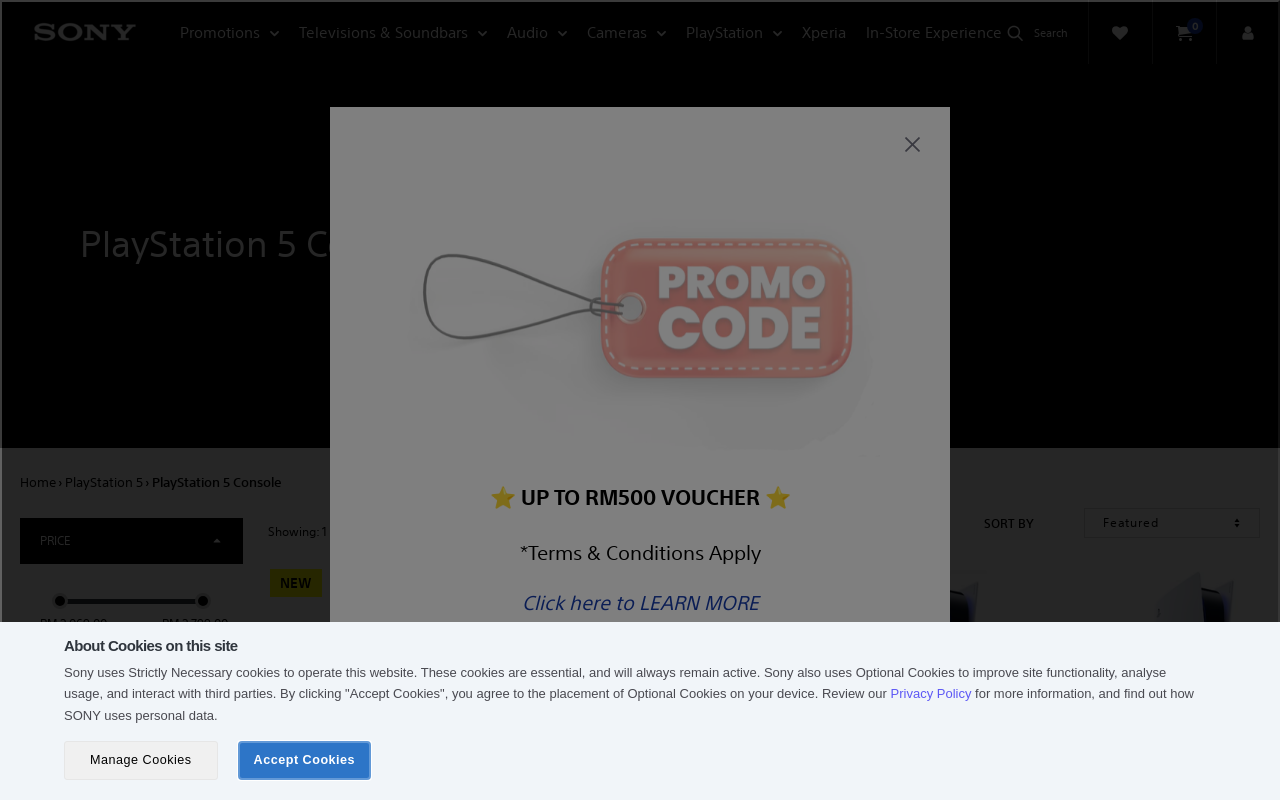 SONY
Promotions
Televisions & Soundbars
Audio
Cameras
PlayStation
Xperia
In-Store Experience
Search
0
PlayStation 5 Co
PROMO
CODE
⭐ UP TO RM500 VOUCHER ⭐
*Terms & Conditions Apply
Click here to LEARN MORE
Home › PlayStation 5 › PlayStation 5 Console
PRICE
Showing: 1
SORT BY
Featured
NEW
About Cookies on this site
Sony uses Strictly Necessary cookies to operate this website. These cookies are essential, and will always remain active. Sony also uses Optional Cookies to improve site functionality, analyse
usage, and interact with third parties. By clicking "Accept Cookies", you agree to the placement of Optional Cookies on your device. Review our Privacy Policy for more information, and find out how
SONY uses personal data.
Manage Cookies
Accept Cookies